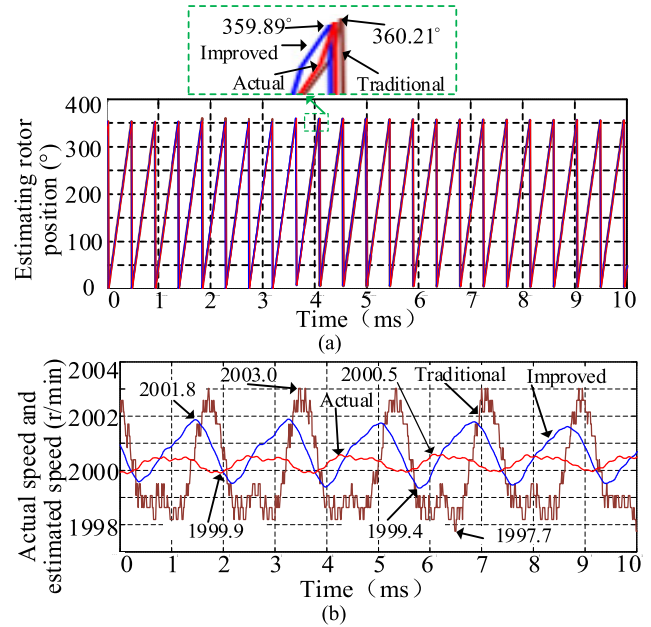 359.89°
360.21°
Improved
Actual
Traditional
Estimating rotor
position (°)
400
300
200
100
0
0 1 2 3 4 5 6 7 8 9 10
Time（ms）
(a)
Actual speed and
estimated speed (r/min)
2004
2002
2000
1998
2001.8
2003.0
2000.5
Traditional
Improved
Actual
1999.9
1999.4
1997.7
0 1 2 3 4 5 6 7 8 9 10
Time（ms）
(b)